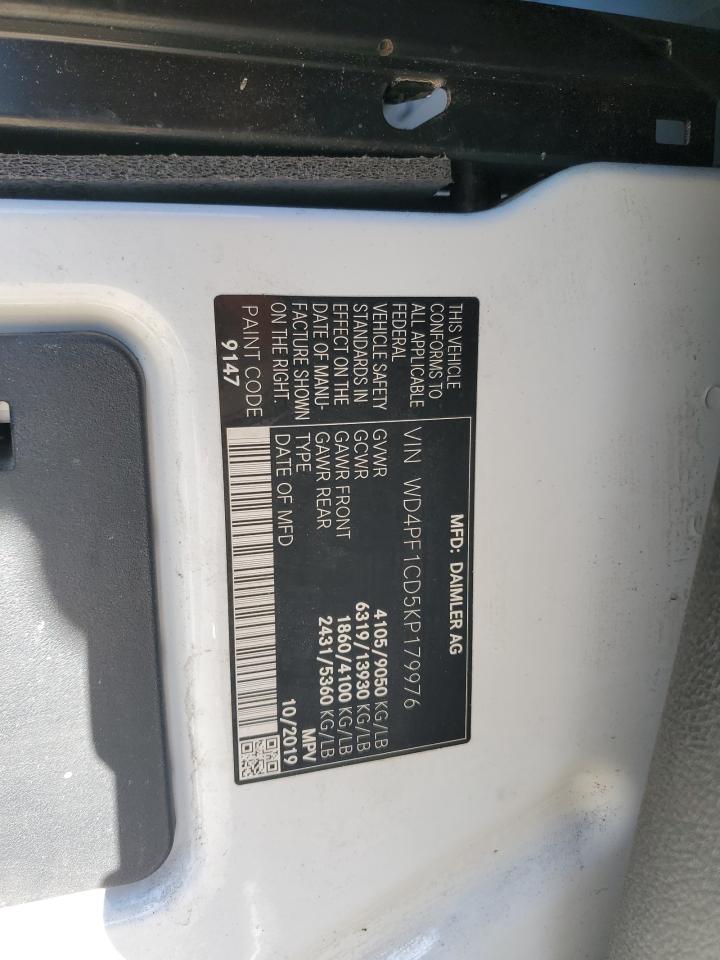 THIS VEHICLE
CONFORMS TO
ALL APPLICABLE
FEDERAL
VEHICLE SAFETY
STANDARDS IN
EFFECT ON THE
DATE OF MANU-
FACTURE SHOWN
ON THE RIGHT.
PAINT CODE
9147
MFD: DAIMLER AG
VIN WD4PF1CD5KP179976
GVWR 4105/9050 KG/LB
GCWR 6319/13930 KG/LB
GAWR FRONT 1860/4100 KG/LB
GAWR REAR 2431/5360 KG/LB
TYPE MPV
DATE OF MFD 10/2019